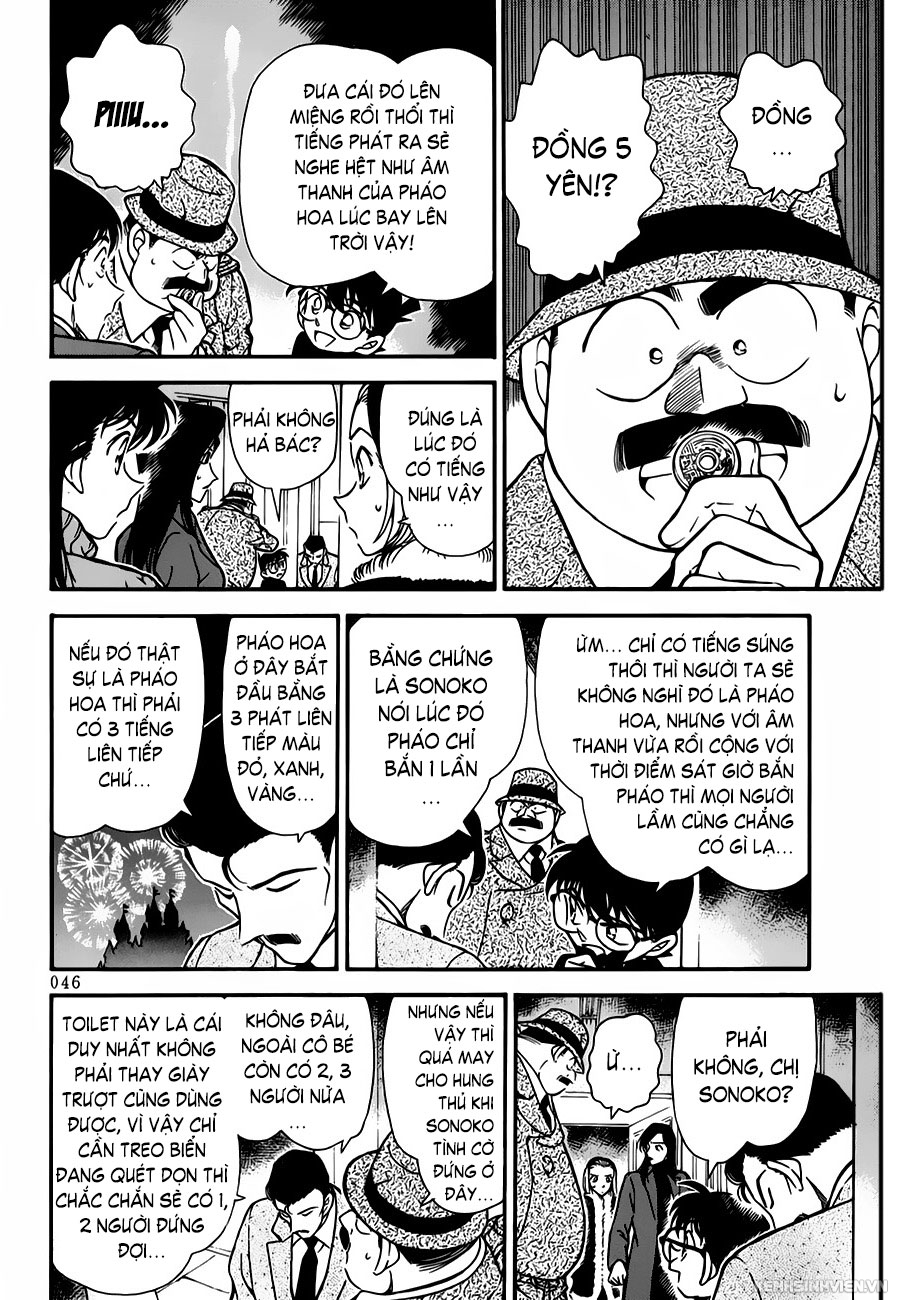 ĐỒNG
...
ĐỒNG 5
YÊN!?
ĐƯA CÁI ĐÓ LÊN
MIỆNG RỒI THỔI THÌ
TIẾNG PHÁT RA SẼ
NGHE HỆT NHƯ ÂM
THANH CỦA PHÁO
HOA LÚC BAY LÊN
TRỜI VẬY!
PIIIU...
ĐÚNG LÀ
LÚC ĐÓ
CÓ TIẾNG
NHƯ VẬY
...
PHẢI KHÔNG
HẢ BÁC?
ỪM... CHỈ CÓ TIẾNG SÚNG
THÔI THÌ NGƯỜI TA SẼ
KHÔNG NGHĨ ĐÓ LÀ PHÁO
HOA, NHƯNG VỚI ÂM
THANH VỪA RỒI CỘNG VỚI
THỜI ĐIỂM SÁT GIỜ BẮN
PHÁO THÌ MỌI NGƯỜI
LẦM CŨNG CHẲNG
CÓ GÌ LẠ...
BẰNG CHỨNG
LÀ SONOKO
NÓI LÚC ĐÓ
PHÁO CHỈ
BẮN 1 LẦN
...
PHÁO HOA
Ở ĐÂY BẮT
ĐẦU BẰNG
3 PHÁT LIÊN
TIẾP MÀU
ĐỎ, XANH,
VÀNG...
NẾU ĐÓ THẬT
SỰ LÀ PHÁO
HOA THÌ PHẢI
CÓ 3 TIẾNG
LIÊN TIẾP
CHỨ...
046
PHẢI
KHÔNG, CHỊ
SONOKO?
Ừ...
NHƯNG NẾU
VẬY THÌ
QUÁ MAY
CHO HUNG
THỦ KHI
SONOKO
TÌNH CỜ
ĐỨNG Ở
ĐÂY...
KHÔNG ĐÂU,
NGOÀI CÔ BÉ
CÒN CÓ 2, 3
NGƯỜI NỮA
...
TOILET NÀY LÀ CÁI
DUY NHẤT KHÔNG
PHẢI THAY GIÀY
TRƯỢT CŨNG DÙNG
ĐƯỢC, VÌ VẬY CHỈ
CẦN TREO BIỂN
ĐANG QUÉT DỌN THÌ
CHẮC CHẮN SẼ CÓ 1,
2 NGƯỜI ĐỨNG
ĐỢI...